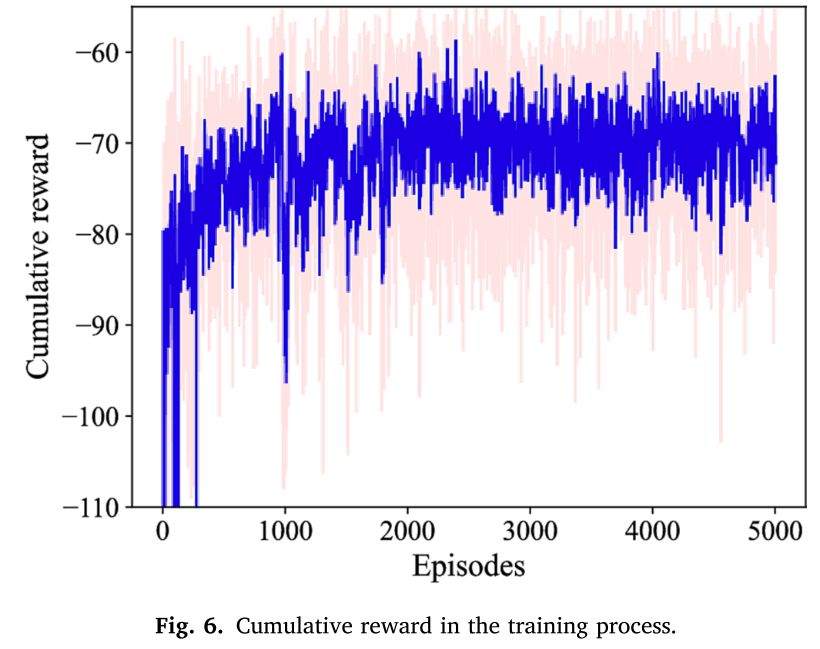 −60
−70
−80
−90
−100
−110
Cumulative reward
0 1000 2000 3000 4000 5000
Episodes
Fig. 6. Cumulative reward in the training process.